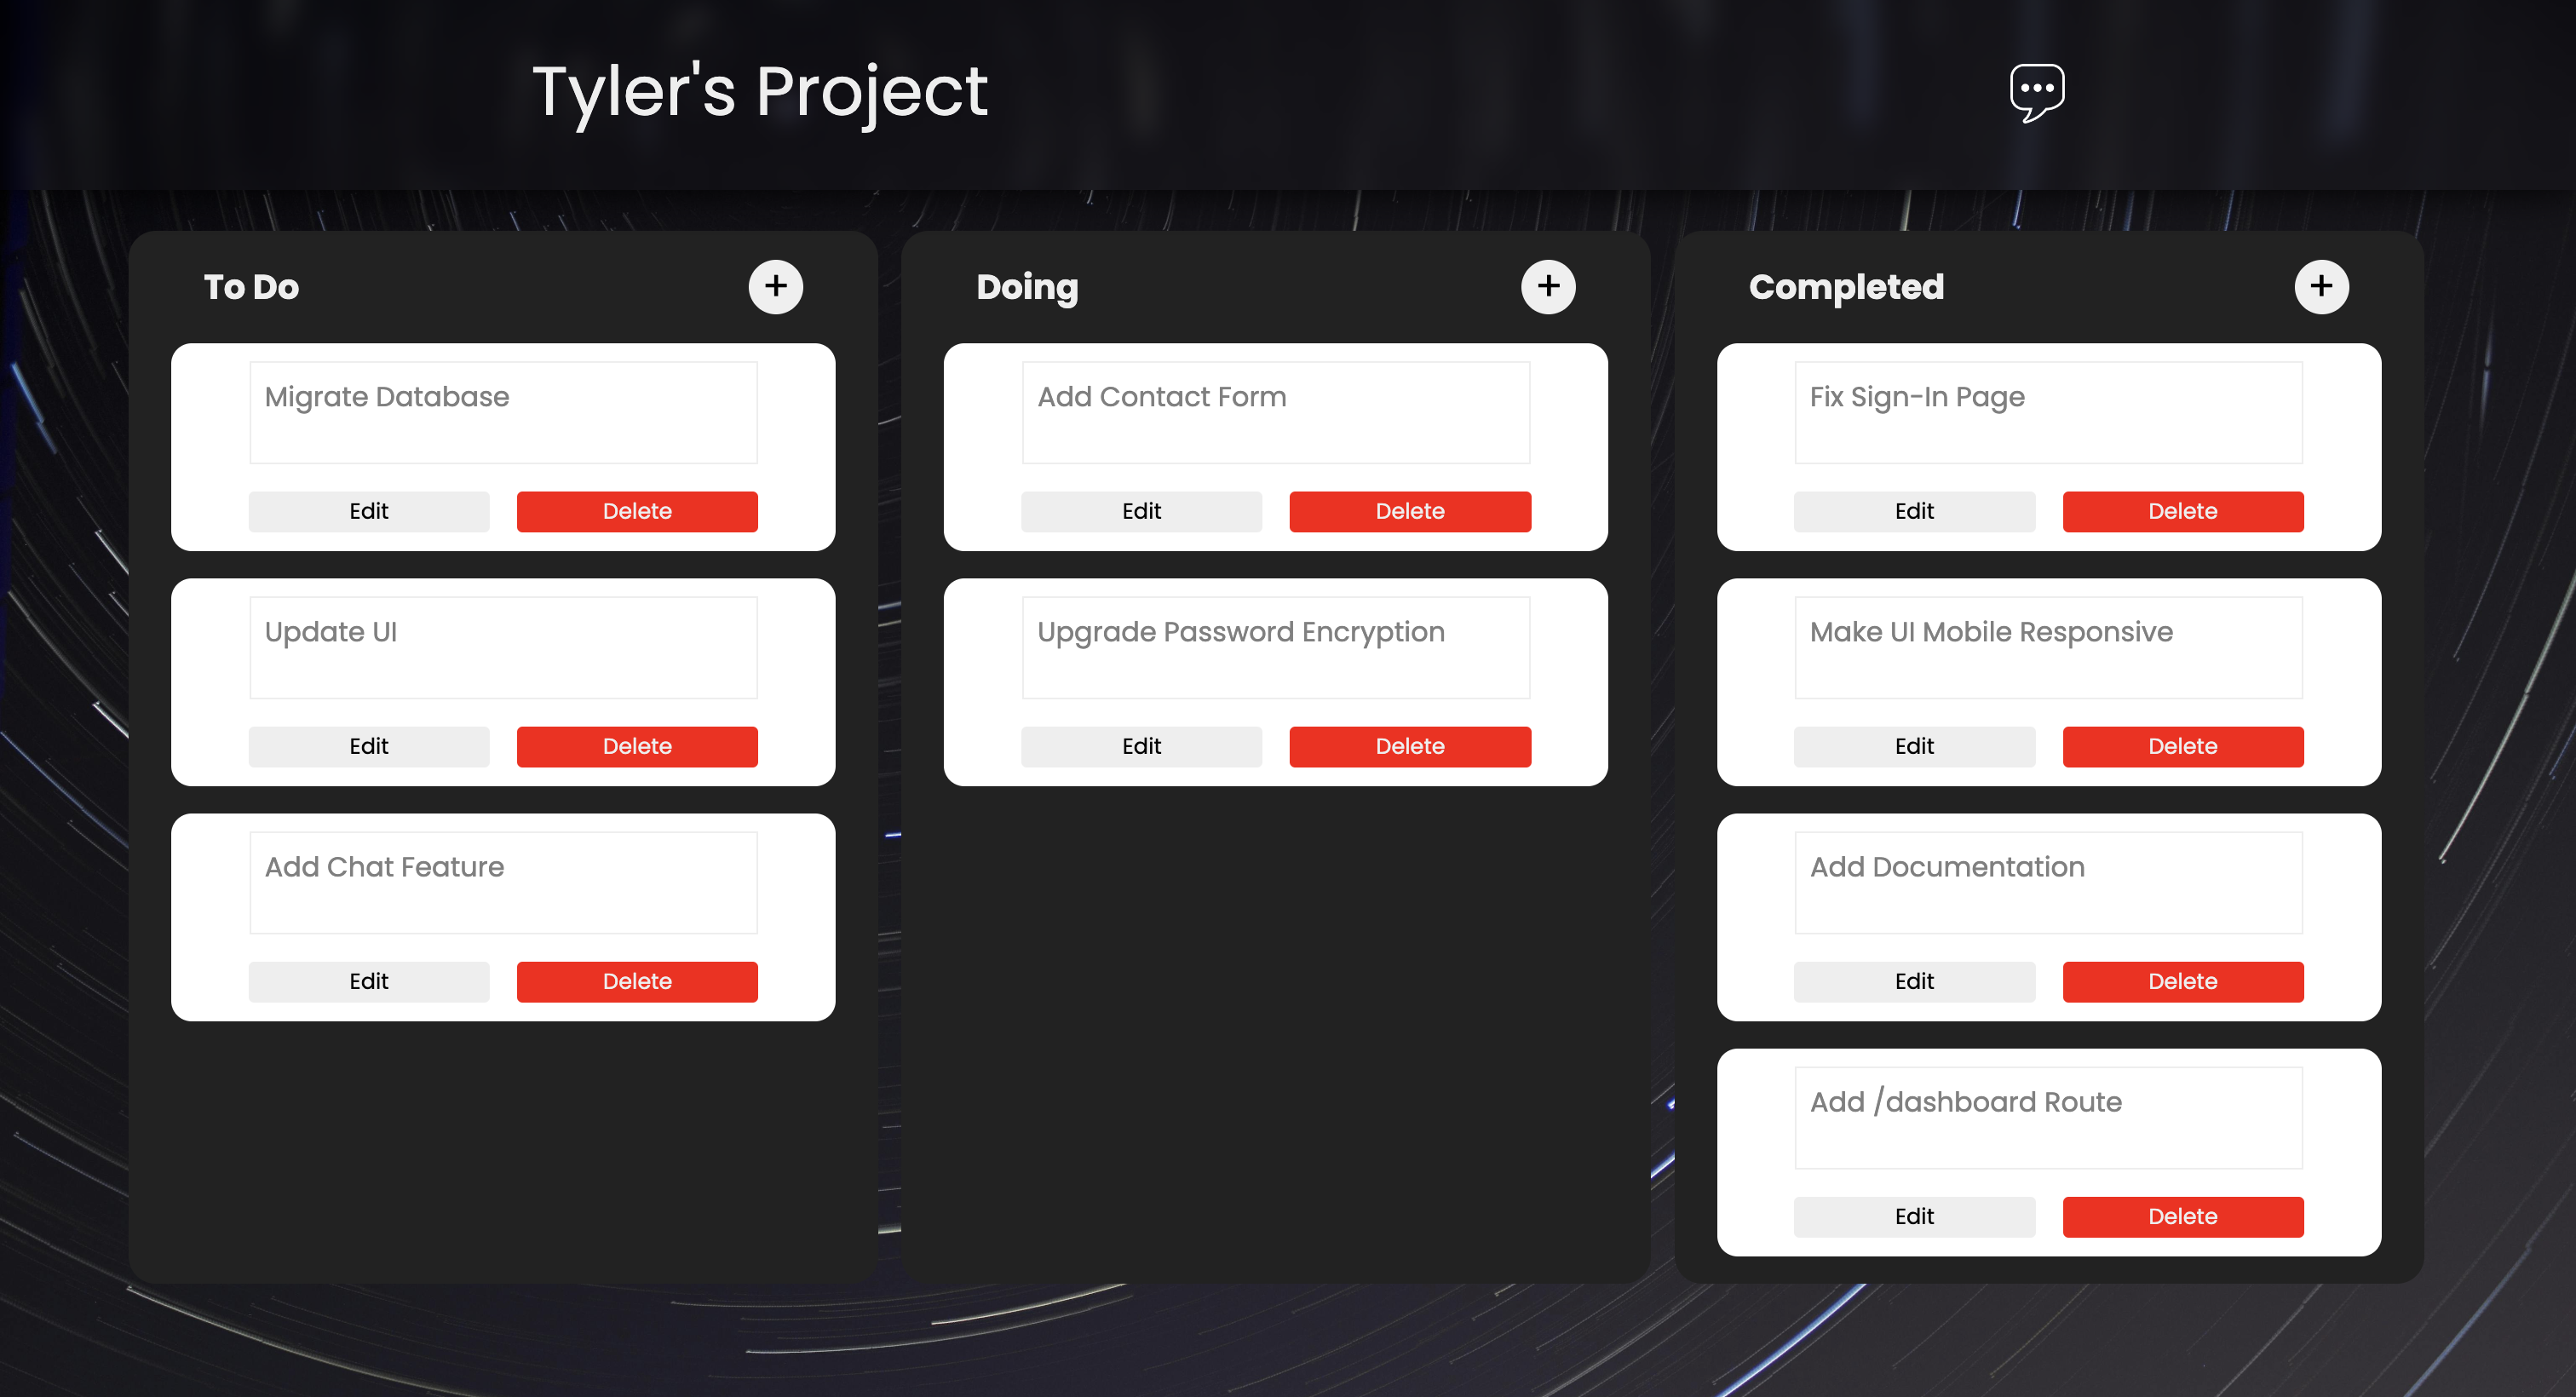 Tyler's Project
To Do
+
Migrate Database
Edit
Delete
Update UI
Edit
Delete
Add Chat Feature
Edit
Delete
Doing
+
Add Contact Form
Edit
Delete
Upgrade Password Encryption
Edit
Delete
Completed
+
Fix Sign-In Page
Edit
Delete
Make UI Mobile Responsive
Edit
Delete
Add Documentation
Edit
Delete
Add /dashboard Route
Edit
Delete